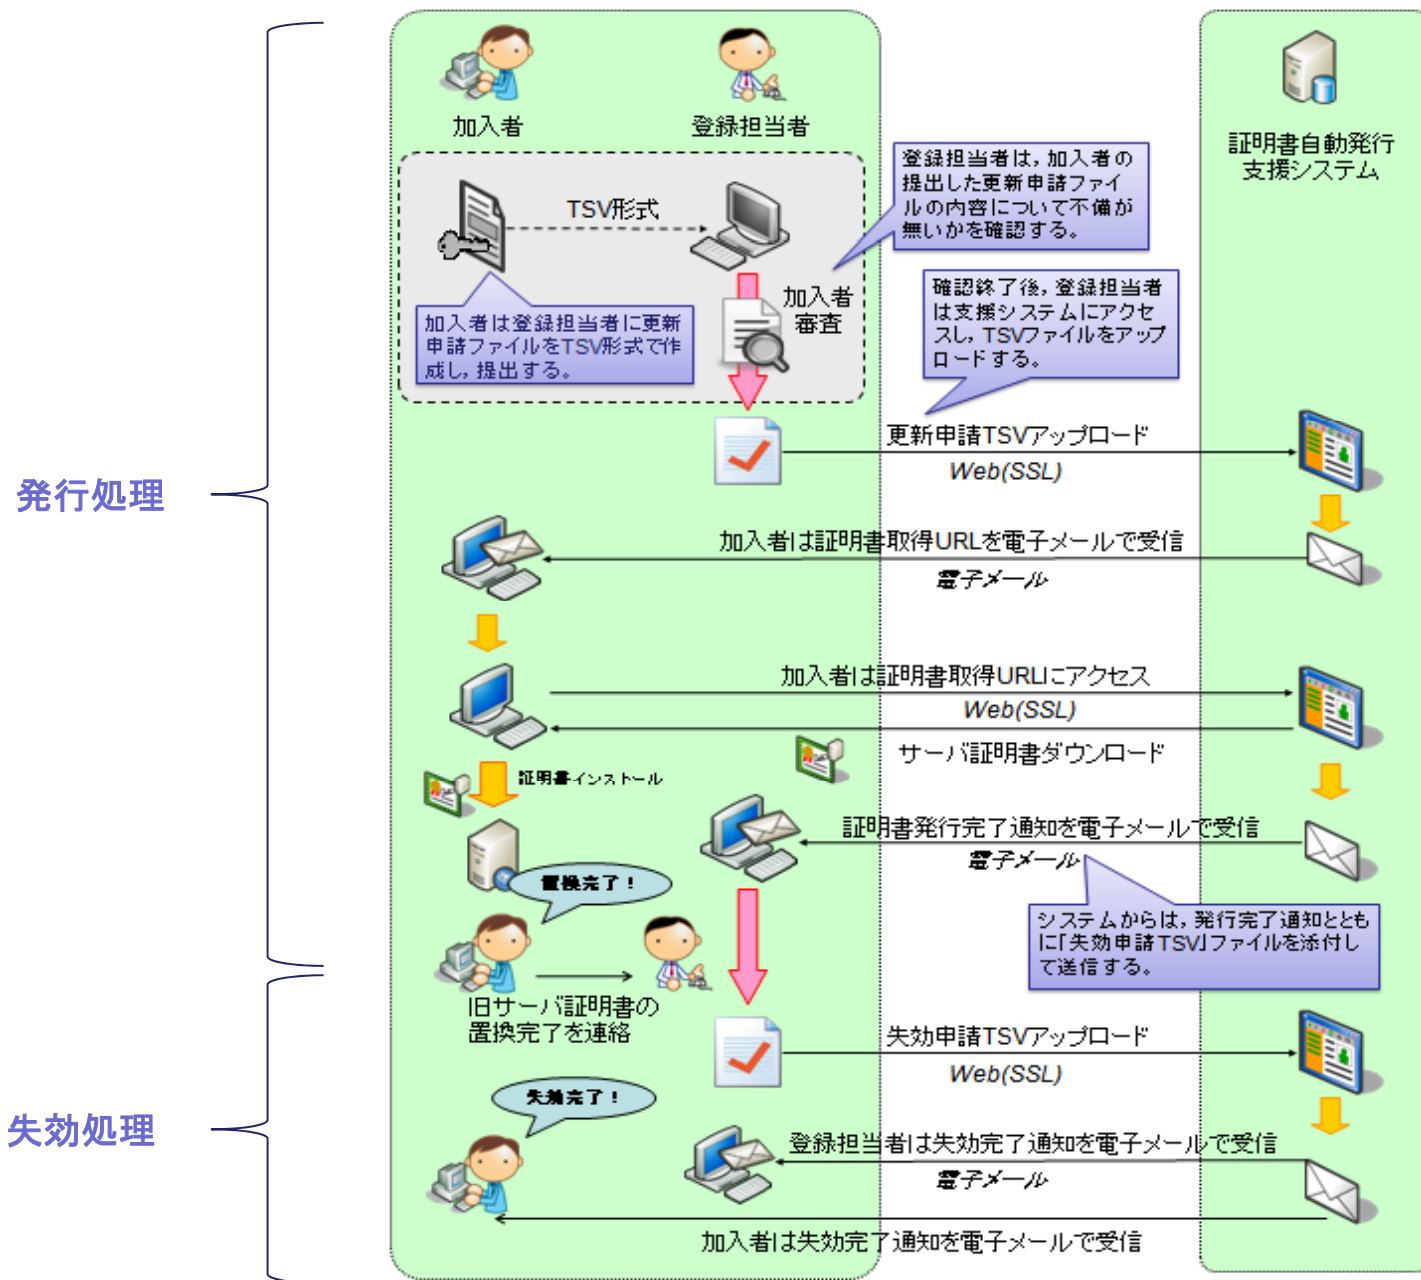 加入者
登録担当者
証明書自動発行
支援システム
登録担当者は，加入者の
提出した更新申請ファイ
ルの内容について不備が
無いかを確認する。
TSV形式
加入者
審査
確認終了後，登録担当者
は支援システムにアクセ
スし，TSVファイルをアップ
ロードする。
加入者は登録担当者に更新
申請ファイルをTSV形式で作
成し，提出する。
更新申請TSVアップロード
Web(SSL)
発行処理
加入者は証明書取得URLを電子メールで受信
電子メール
加入者は証明書取得URLにアクセス
Web(SSL)
サーバ証明書ダウンロード
証明書インストール
証明書発行完了通知を電子メールで受信
電子メール
置換完了！
システムからは，発行完了通知ととも
に「失効申請TSV」ファイルを添付し
て送信する。
旧サーバ証明書の
置換完了を連絡
失効申請TSVアップロード
Web(SSL)
失効完了！
失効処理
登録担当者は失効完了通知を電子メールで受信
電子メール
加入者は失効完了通知を電子メールで受信